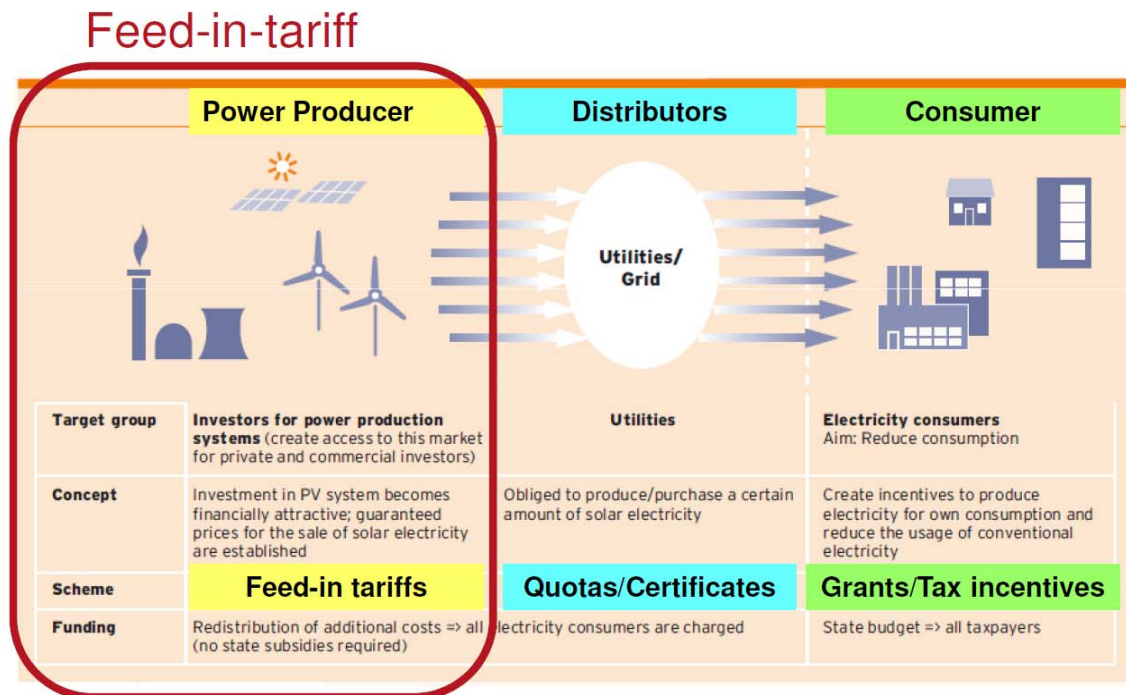 Feed-in-tariff
Power Producer
Distributors
Consumer
Utilities/
Grid
Target group
Investors for power production
systems (create access to this market
for private and commercial investors)
Utilities
Electricity consumers
Aim: Reduce consumption
Concept
Investment in PV system becomes
financially attractive; guaranteed
prices for the sale of solar electricity
are established
Obliged to produce/purchase a certain
amount of solar electricity
Create incentives to produce
electricity for own consumption and
reduce the usage of conventional
electricity
Scheme
Feed-in tariffs
Quotas/Certificates
Grants/Tax incentives
Funding
Redistribution of additional costs => all electricity consumers are charged
(no state subsidies required)
State budget => all taxpayers